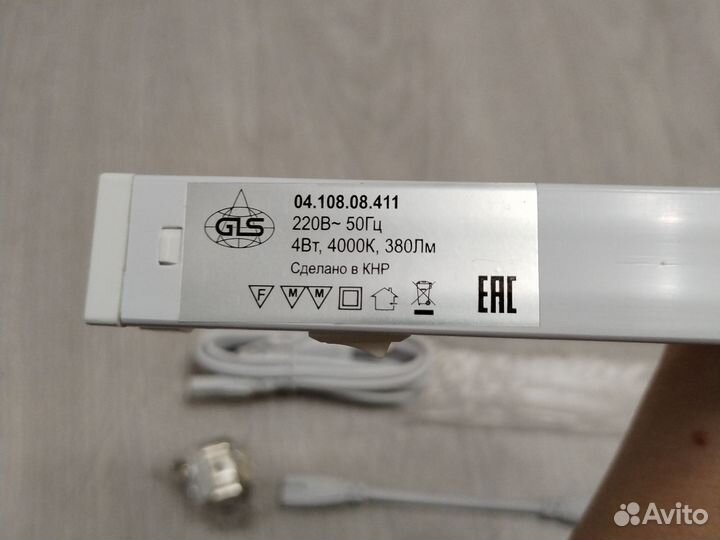 GLS
04.108.08.411
220В~ 50Гц
4Вт, 4000К, 380Лм
Сделано в КНР
F M M
EAC
Avito